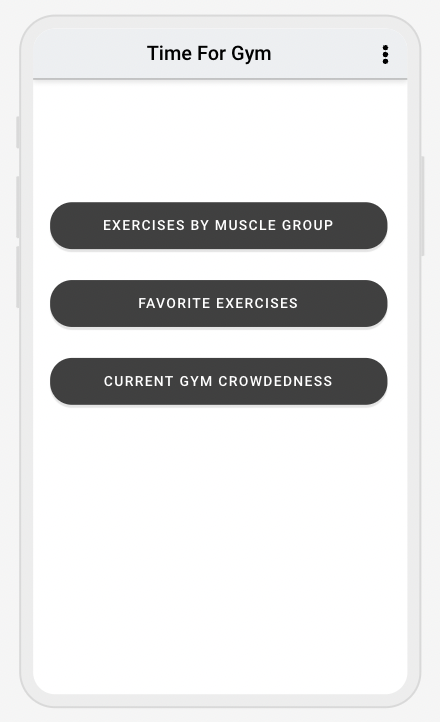 Time For Gym
EXERCISES BY MUSCLE GROUP
FAVORITE EXERCISES
CURRENT GYM CROWDEDNESS